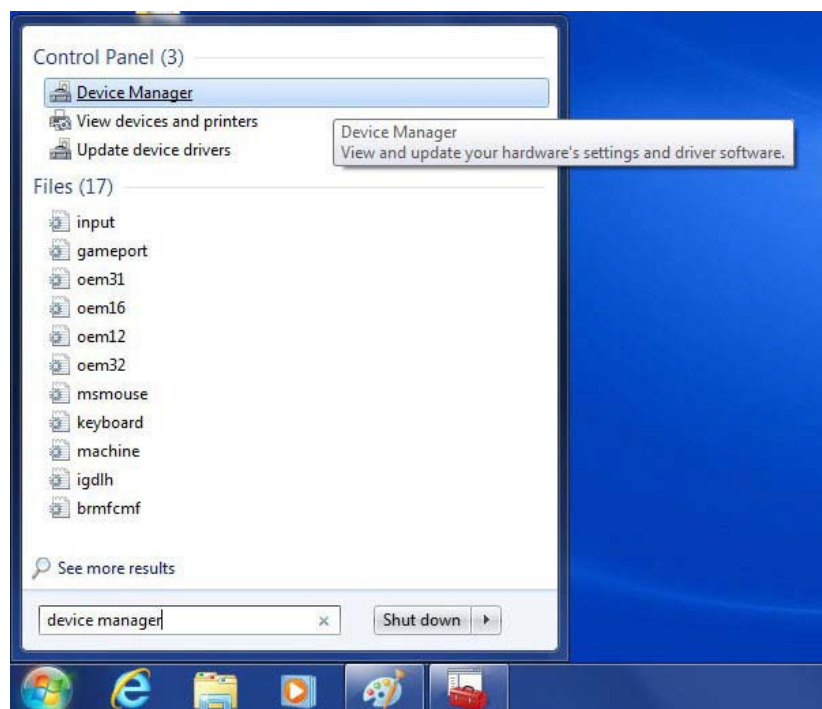 Control Panel (3)
Device Manager
View devices and printers
Update device drivers
Device Manager
View and update your hardware's settings and driver software.
Files (17)
input
gameport
oem31
oem16
oem12
oem32
msmouse
keyboard
machine
igdlh
brmfcmf
See more results
device manager
Shut down